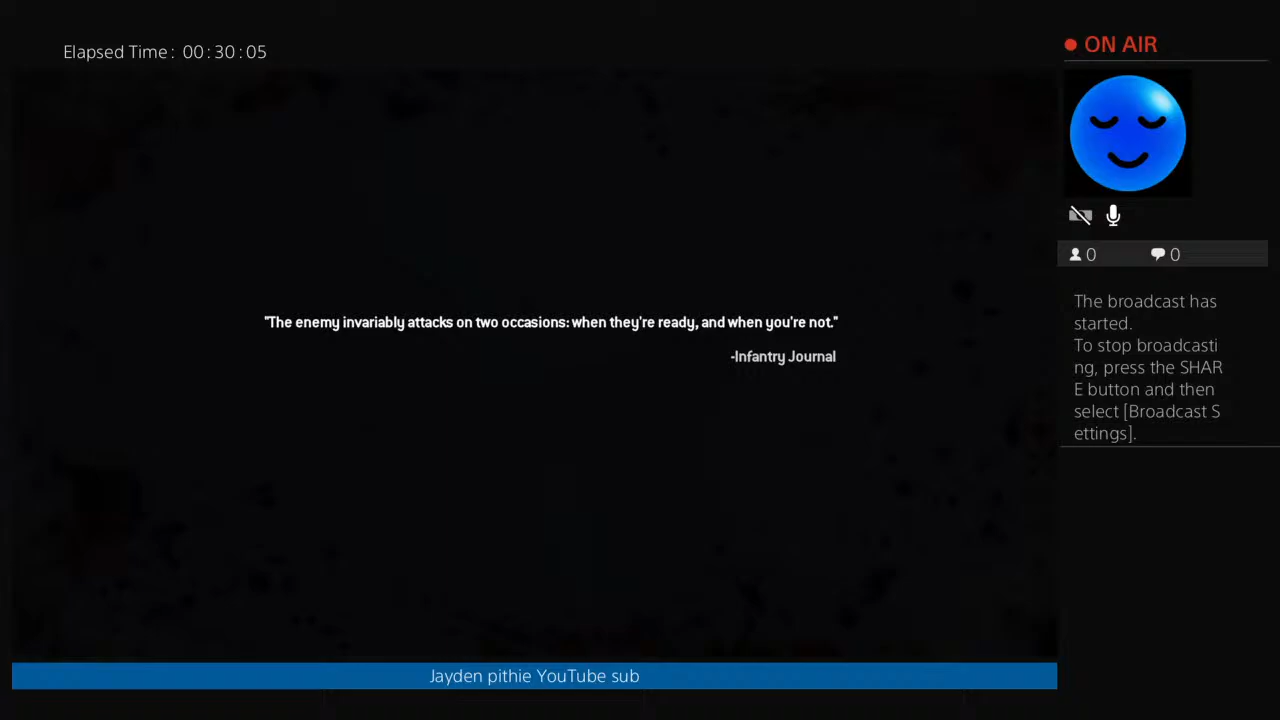 Elapsed Time: 00:30:05
ON AIR
0 0
"The enemy invariably attacks on two occasions: when they're ready, and when you're not."
-Infantry Journal
The broadcast has
started.
To stop broadcasti
ng, press the SHAR
E button and then
select [Broadcast S
ettings].
Jayden pithie YouTube sub